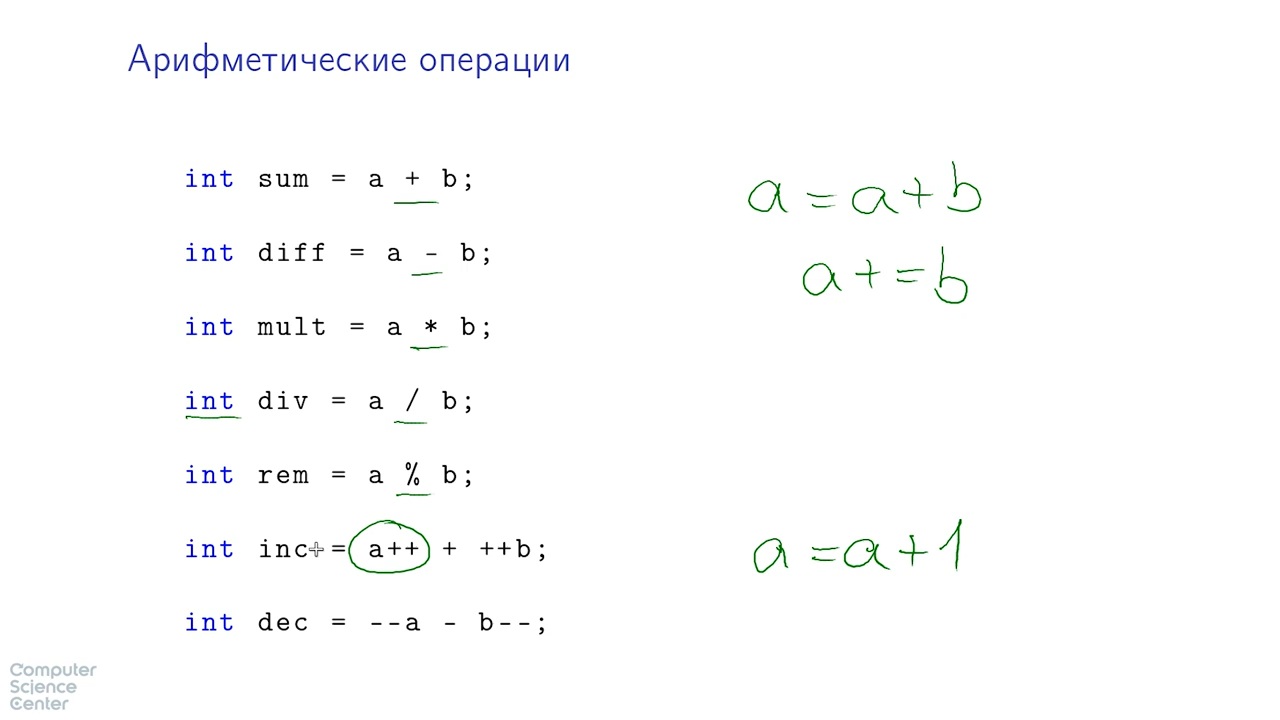 Арифметические операции
int sum = a + b;
a = a + b
int diff = a - b;
a += b
int mult = a * b;
int div = a / b;
int rem = a % b;
int inc = a++ + ++b;
a = a + 1
int dec = --a - b--;
Computer
Science
Center